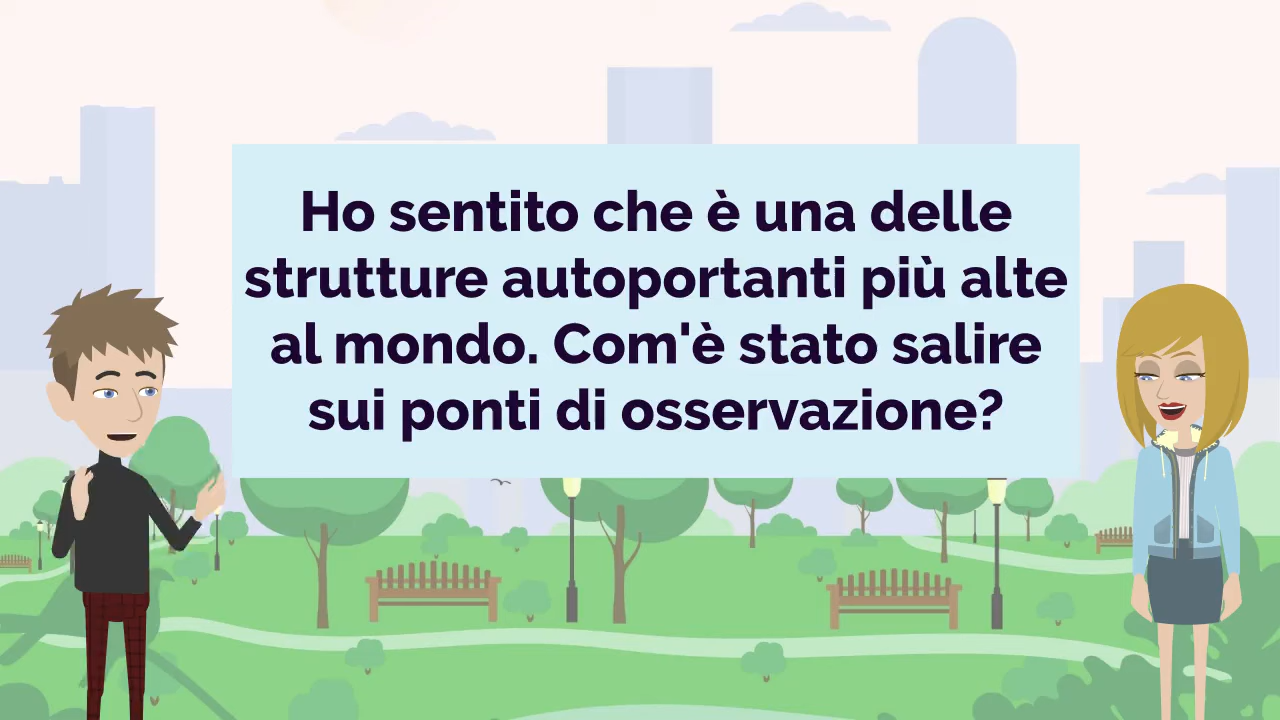 Ho sentito che è una delle
strutture autoportanti più alte
al mondo. Com'è stato salire
sui ponti di osservazione?